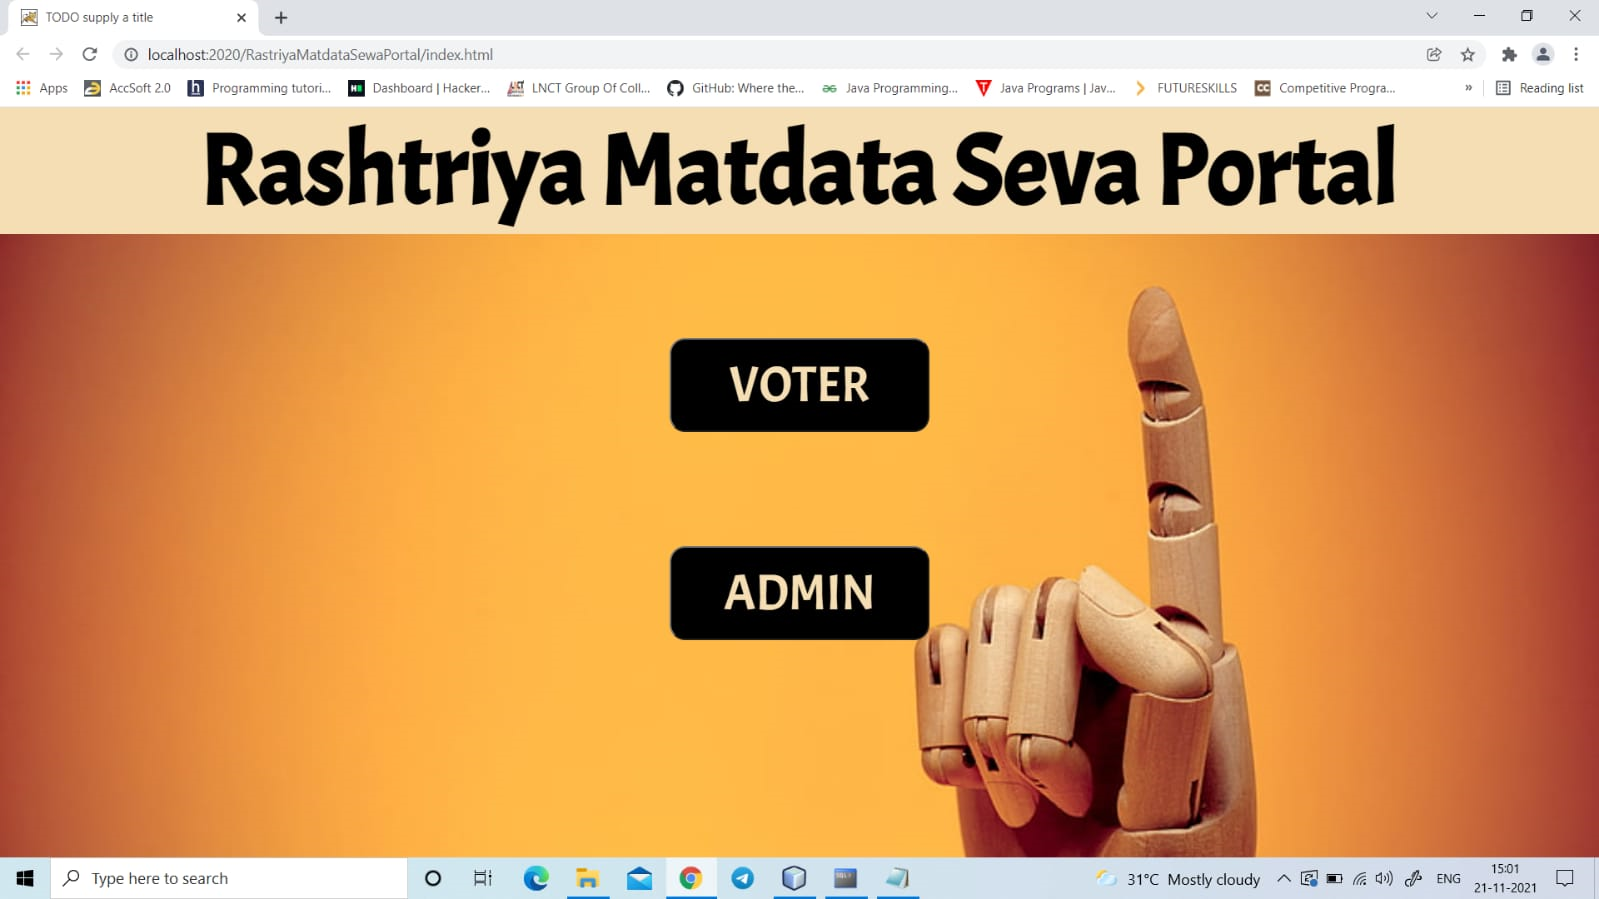 TODO supply a title
localhost:2020/RastriyaMatdataSewaPortal/index.html
Apps AccSoft 2.0 Programming tutori... Dashboard | Hacker... LNCT Group Of Coll... GitHub: Where the... Java Programming... Java Programs | Jav... FUTURESKILLS Competitive Progra... » Reading list
Rashtriya Matdata Seva Portal
VOTER
ADMIN
Type here to search
31°C Mostly cloudy
ENG
15:01
21-11-2021